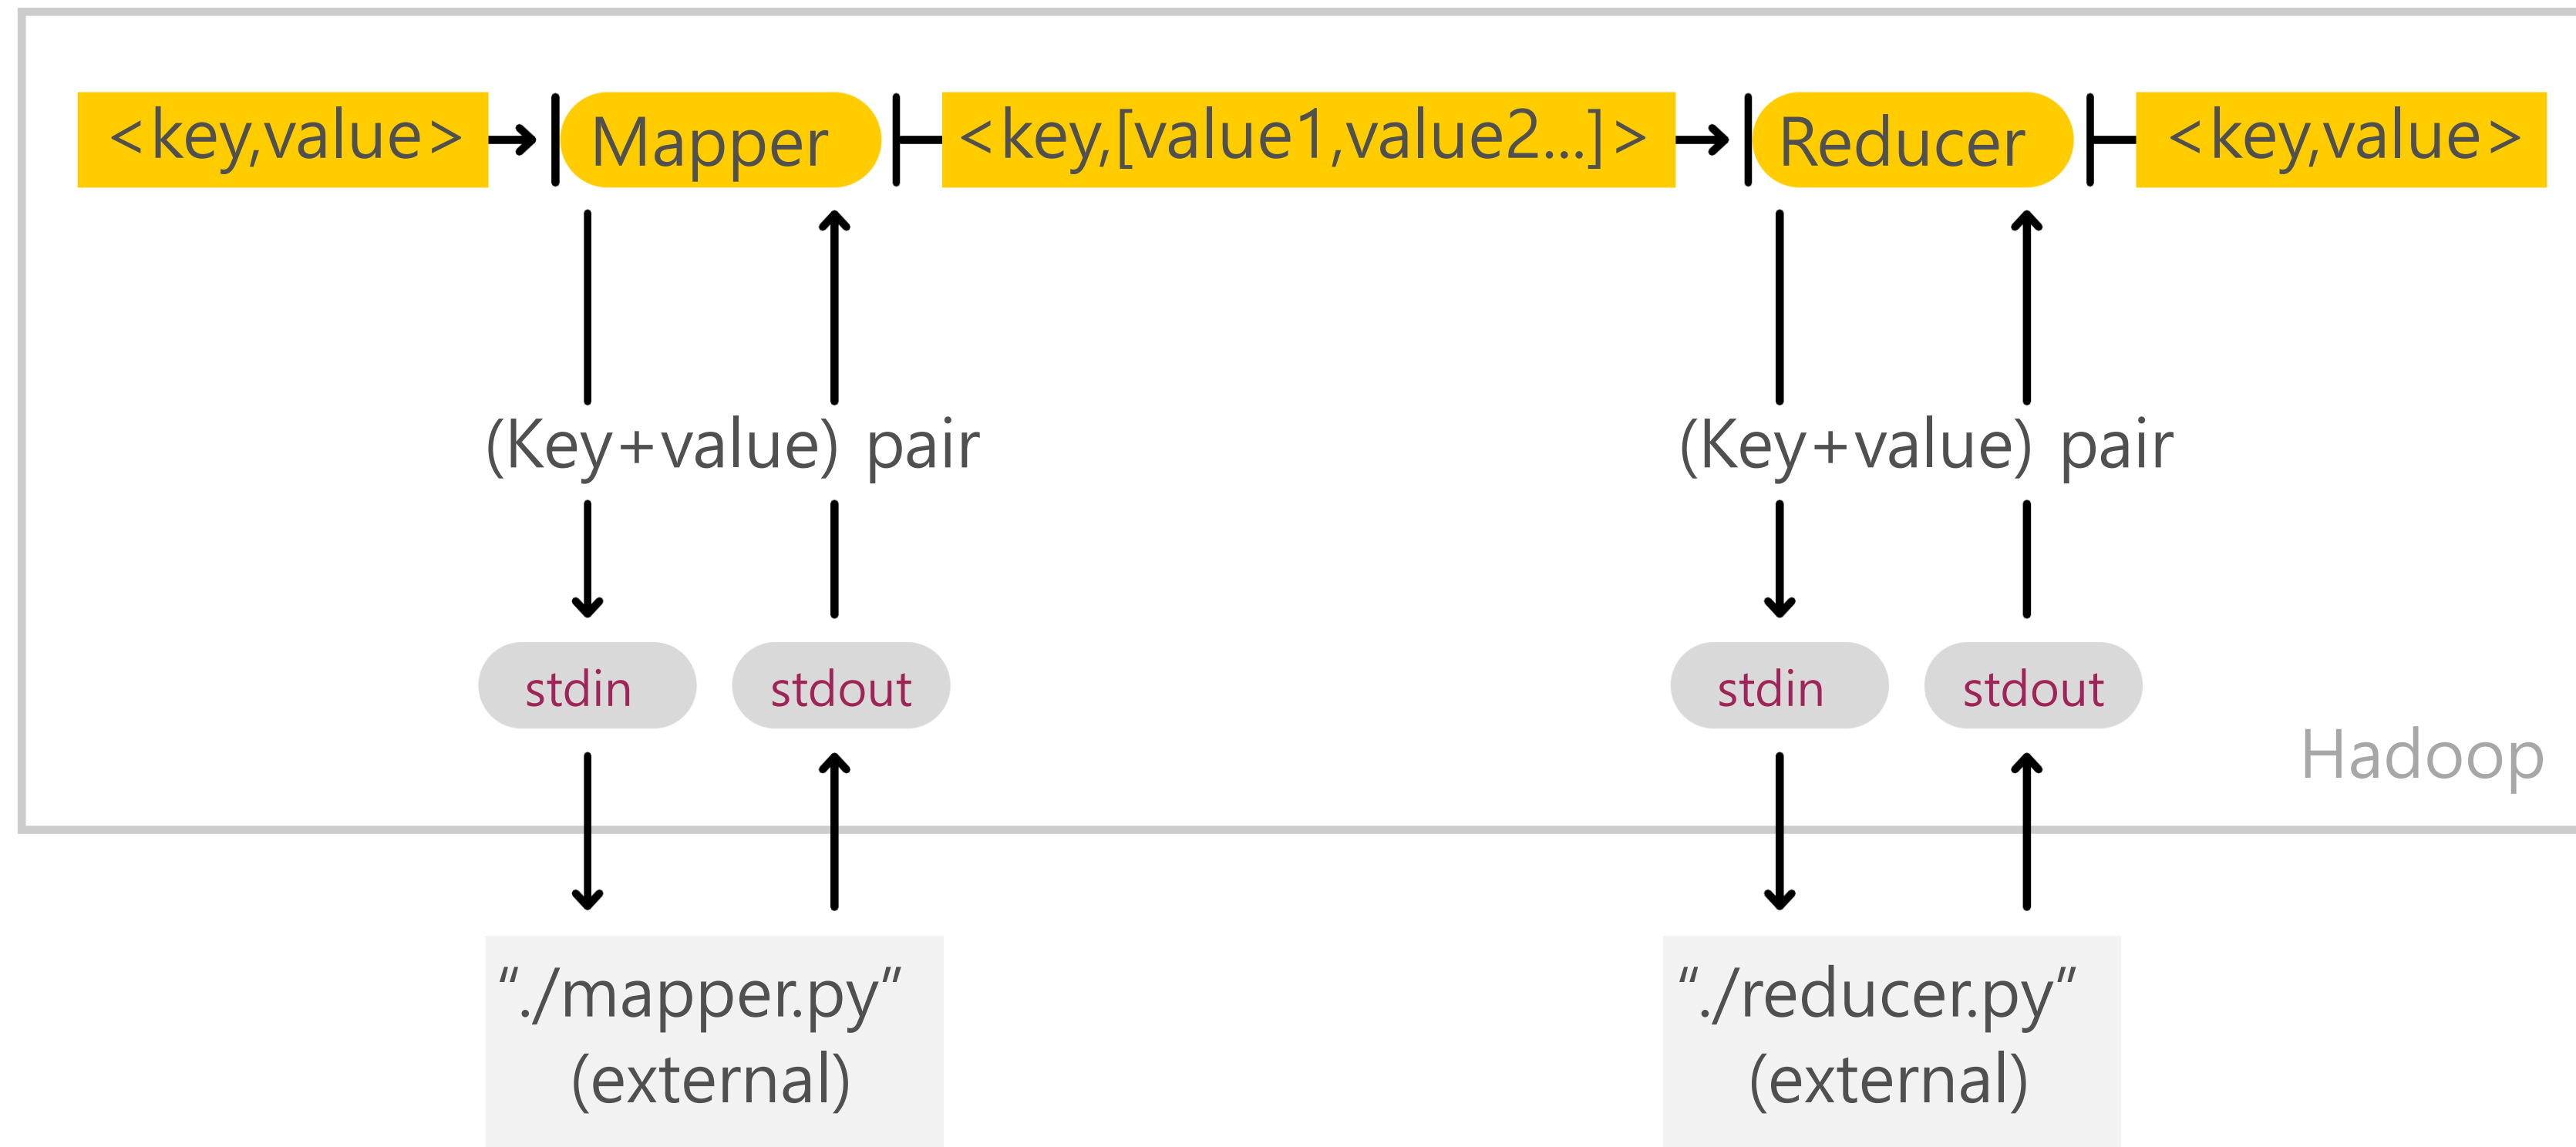 <key,value>
Mapper
<key,[value1,value2...]>
Reducer
<key,value>
(Key+value) pair
(Key+value) pair
stdin
stdout
stdin
stdout
Hadoop
“./mapper.py”
(external)
“./reducer.py”
(external)